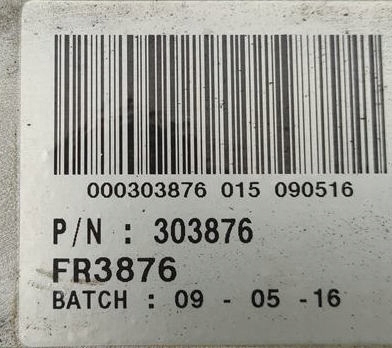 000303876 015 090516
P/N : 303876
FR3876
BATCH : 09 - 05 -16